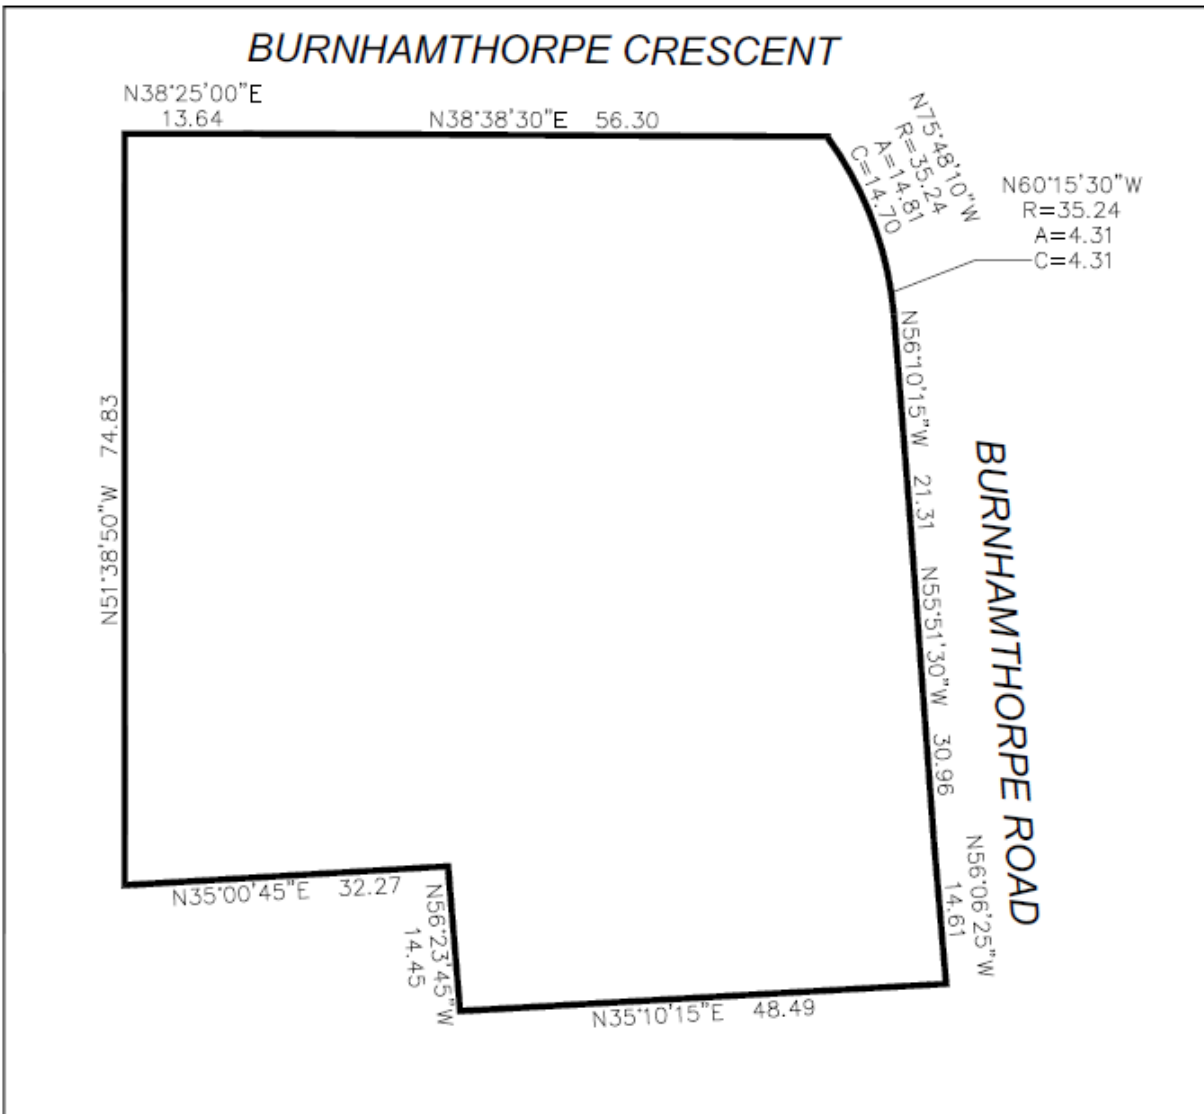 BURNHAMTHORPE CRESCENT
N38°25'00"E
13.64
N38°38'30"E 56.30
N75°48'10"W
R=35.24
A=14.81
C=14.70
N60°15'30"W
R=35.24
A=4.31
C=4.31
N56°10'15"W 21.31
N51°38'50"W 74.83
BURNHAMTHORPE ROAD
N55°51'30"W 30.96
N56°06'25"W
14.61
N35°00'45"E 32.27
N56°23'45"W
14.45
N35°10'15"E 48.49